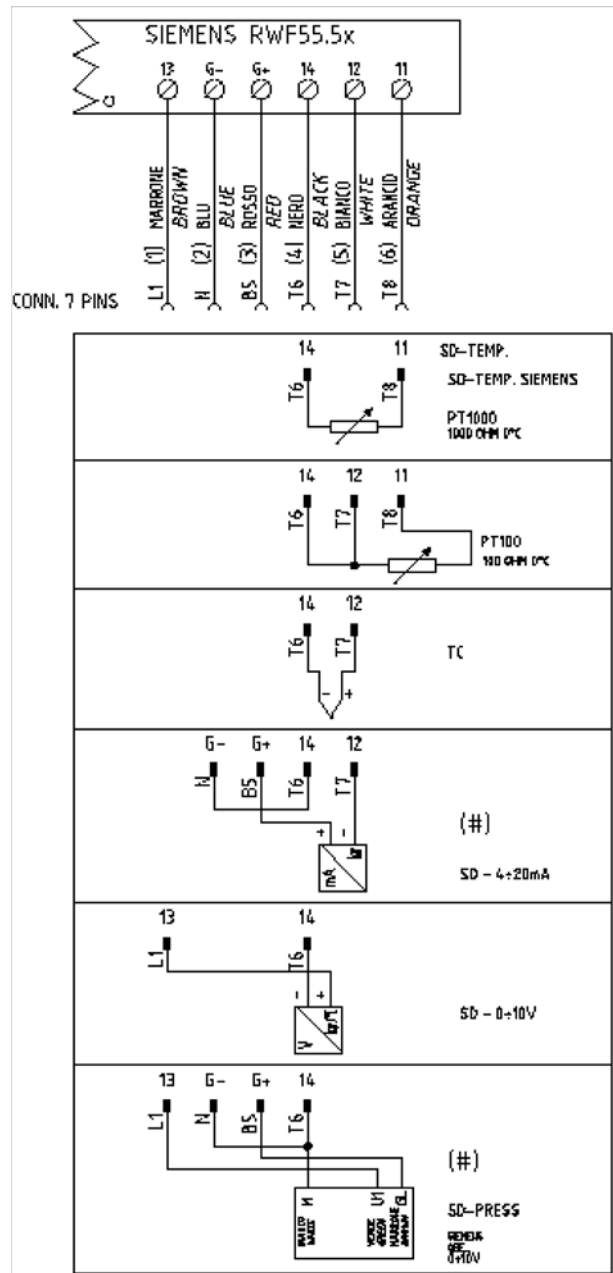 SIEMENS RWF55.5x
13 G- G+ 14 12 11
L1 (1) MARRONE
BROWN
N (2) BLU
BLUE
BS (3) ROSSO
RED
T6 (4) NERO
BLACK
T7 (5) BIANCO
WHITE
T8 (6) ARANCIO
ORANGE
CONN. 7 PINS
14 11 SD-TEMP.
T6 T8 SD-TEMP. SIEMENS
PT1000
1000 OHM 0°C
14 12 11
T6 T7 T8
PT100
100 OHM 0°C
14 12
T6 T7
TC
- +
G- G+ 14 12
N BS T6 T7
(#)
+ -
mA
SD - 4÷20mA
13 14
L1 T6
- +
V
SD - 0÷10V
13 G- G+ 14
L1 N BS T6
(#)
M U1
SD-PRESS
SIEMENS
0÷10V